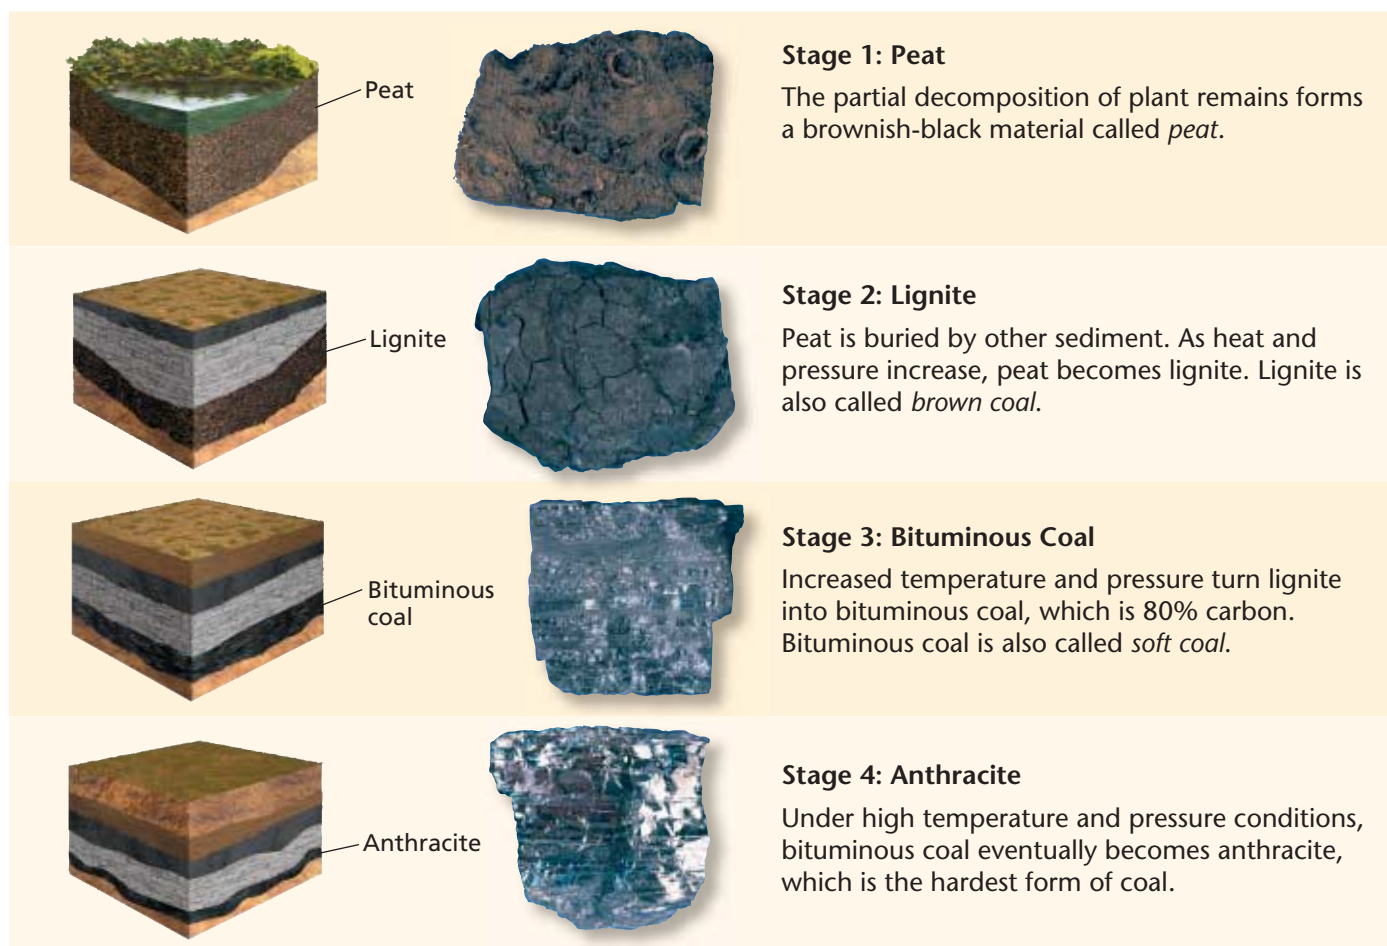 Peat
Stage 1: Peat
The partial decomposition of plant remains forms
a brownish-black material called peat.
Lignite
Stage 2: Lignite
Peat is buried by other sediment. As heat and
pressure increase, peat becomes lignite. Lignite is
also called brown coal.
Bituminous
coal
Stage 3: Bituminous Coal
Increased temperature and pressure turn lignite
into bituminous coal, which is 80% carbon.
Bituminous coal is also called soft coal.
Anthracite
Stage 4: Anthracite
Under high temperature and pressure conditions,
bituminous coal eventually becomes anthracite,
which is the hardest form of coal.